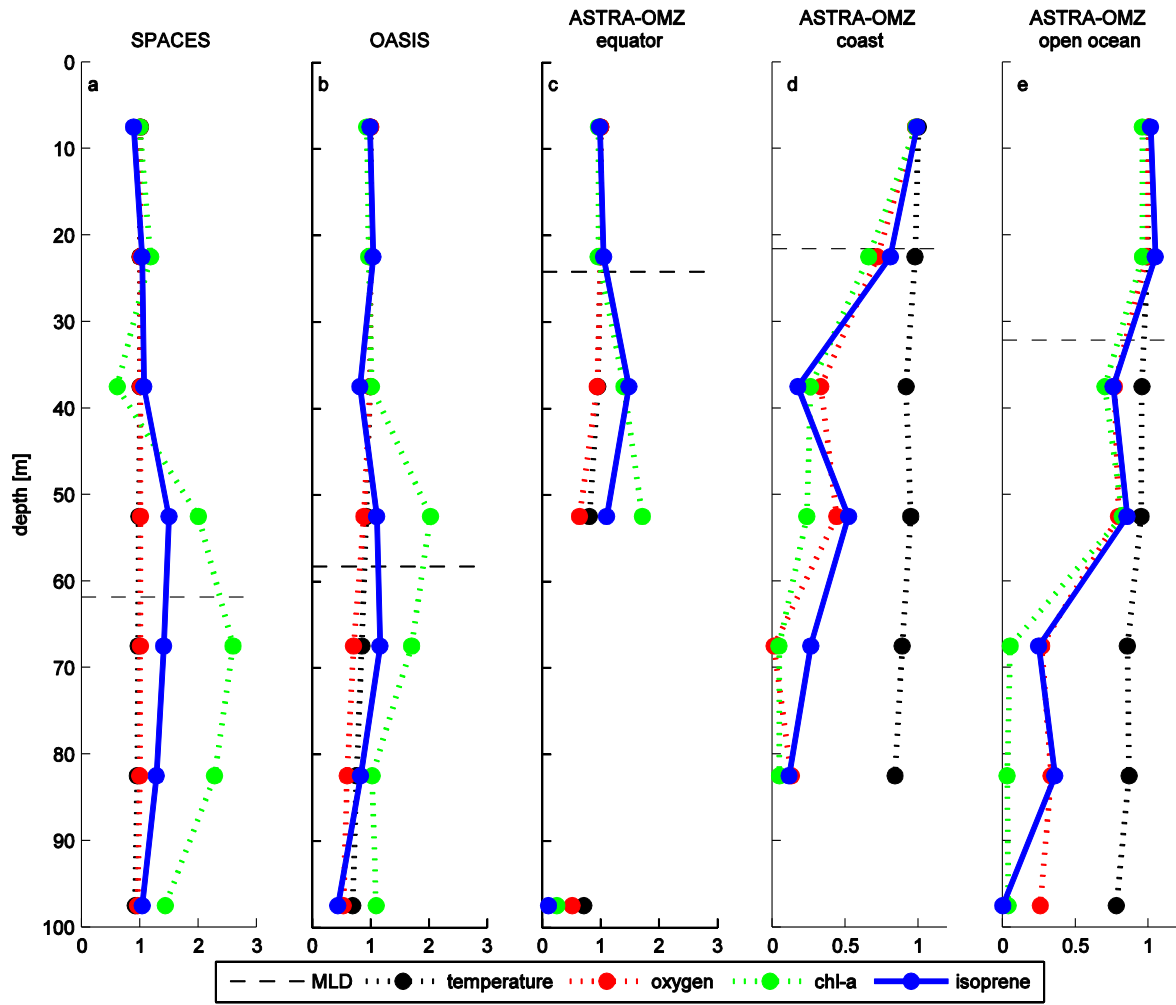 SPACES
OASIS
ASTRA-OMZ
equator
ASTRA-OMZ
coast
ASTRA-OMZ
open ocean
a
b
c
d
e
depth [m]
0
10
20
30
40
50
60
70
80
90
100
0 1 2 3
0 1 2 3
0 1 2 3
0 0.5 1
0 0.5 1
MLD temperature oxygen chl-a isoprene